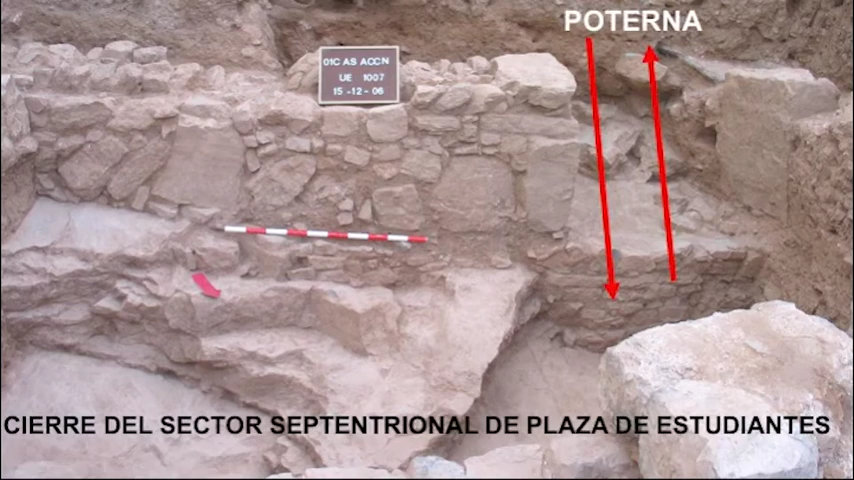 POTERNA
01C AS ACCN
UE 1007
15-12-06
CIERRE DEL SECTOR SEPTENTRIONAL DE PLAZA DE ESTUDIANTES